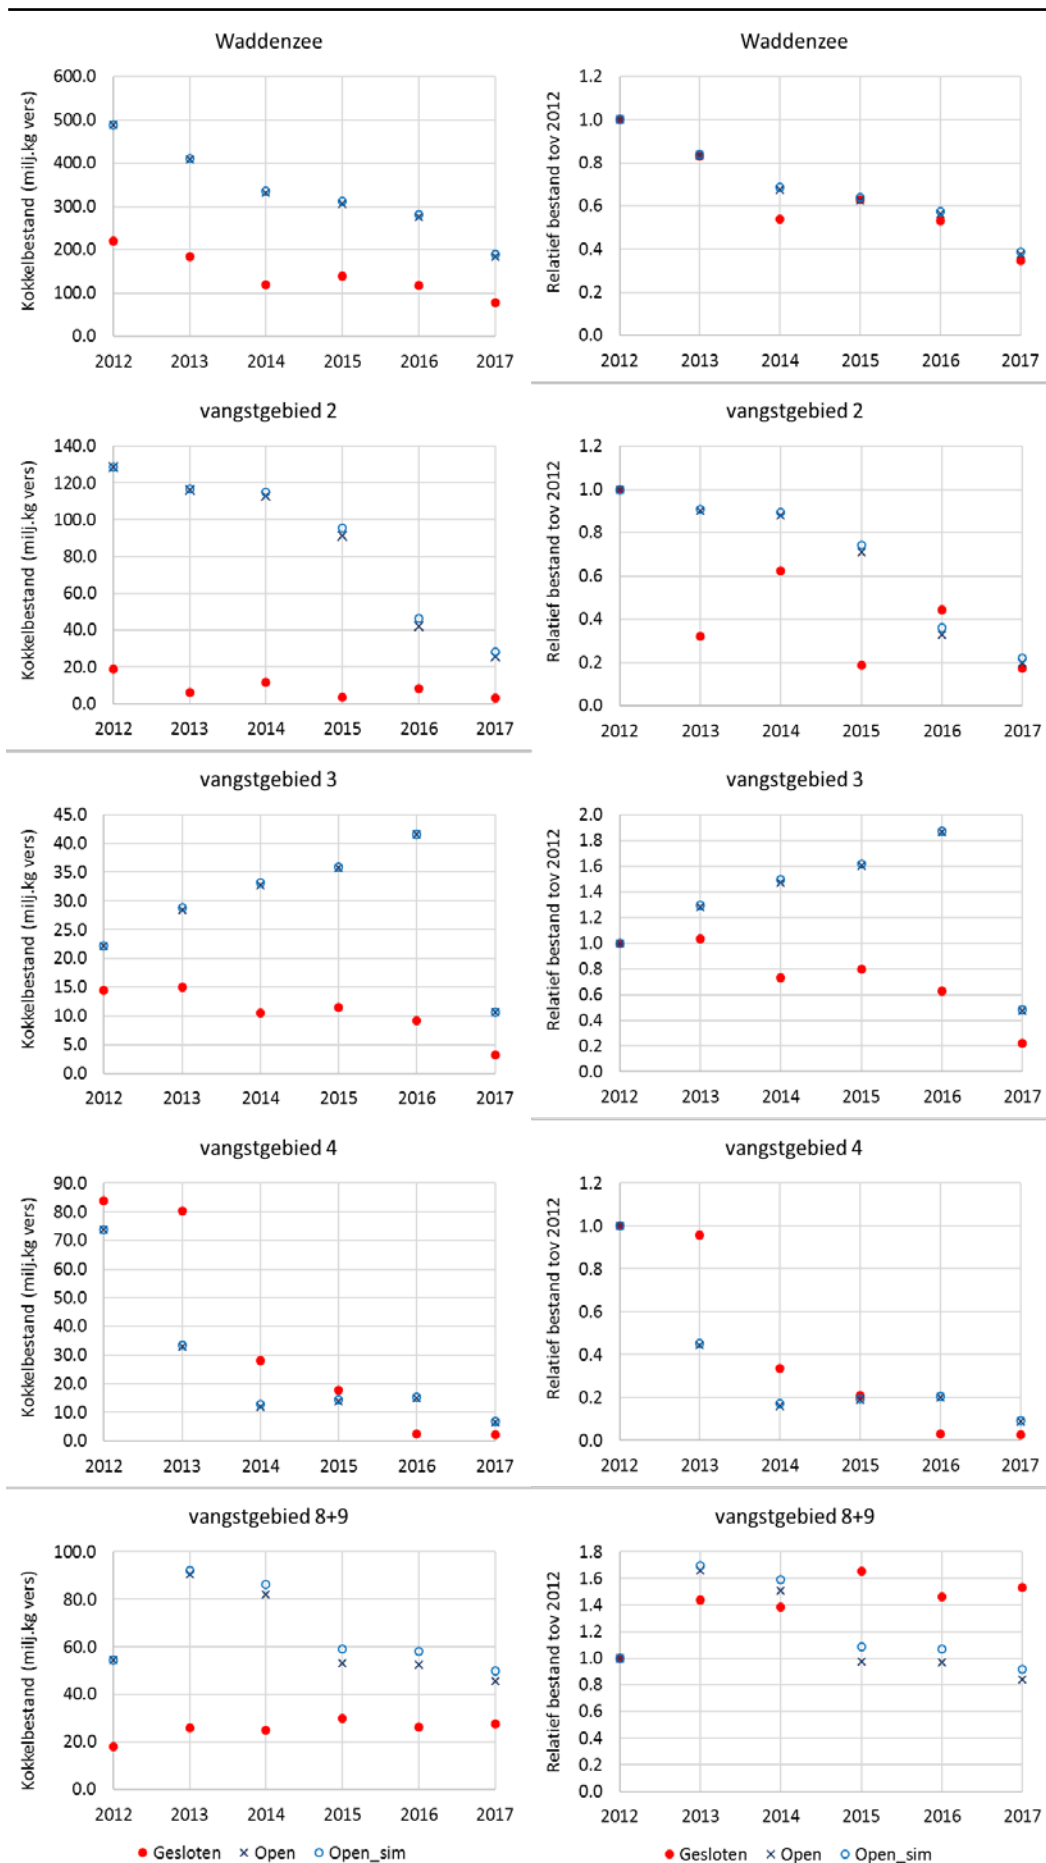 Waddenzee
Kokkelbestand (milj.kg vers)
600.0
500.0
400.0
300.0
200.0
100.0
0.0
2012 2013 2014 2015 2016 2017
Waddenzee
Relatief bestand tov 2012
1.2
1.0
0.8
0.6
0.4
0.2
0.0
2012 2013 2014 2015 2016 2017
vangstgebied 2
Kokkelbestand (milj.kg vers)
140.0
120.0
100.0
80.0
60.0
40.0
20.0
0.0
2012 2013 2014 2015 2016 2017
vangstgebied 2
Relatief bestand tov 2012
1.2
1.0
0.8
0.6
0.4
0.2
0.0
2012 2013 2014 2015 2016 2017
vangstgebied 3
Kokkelbestand (milj.kg vers)
45.0
40.0
35.0
30.0
25.0
20.0
15.0
10.0
5.0
0.0
2012 2013 2014 2015 2016 2017
vangstgebied 3
Relatief bestand tov 2012
2.0
1.8
1.6
1.4
1.2
1.0
0.8
0.6
0.4
0.2
0.0
2012 2013 2014 2015 2016 2017
vangstgebied 4
Kokkelbestand (milj.kg vers)
90.0
80.0
70.0
60.0
50.0
40.0
30.0
20.0
10.0
0.0
2012 2013 2014 2015 2016 2017
vangstgebied 4
Relatief bestand tov 2012
1.2
1.0
0.8
0.6
0.4
0.2
0.0
2012 2013 2014 2015 2016 2017
vangstgebied 8+9
Kokkelbestand (milj.kg vers)
100.0
80.0
60.0
40.0
20.0
0.0
2012 2013 2014 2015 2016 2017
Gesloten Open Open_sim
vangstgebied 8+9
Relatief bestand tov 2012
1.8
1.6
1.4
1.2
1.0
0.8
0.6
0.4
0.2
0.0
2012 2013 2014 2015 2016 2017
Gesloten Open Open_sim